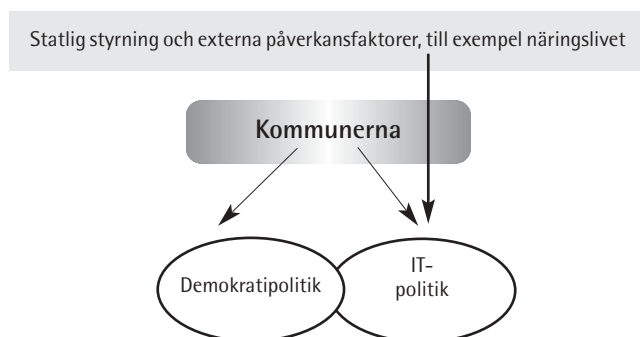 Statlig styrning och externa påverkansfaktorer, till exempel näringslivet
Kommunerna
Demokratipolitik
IT-
politik